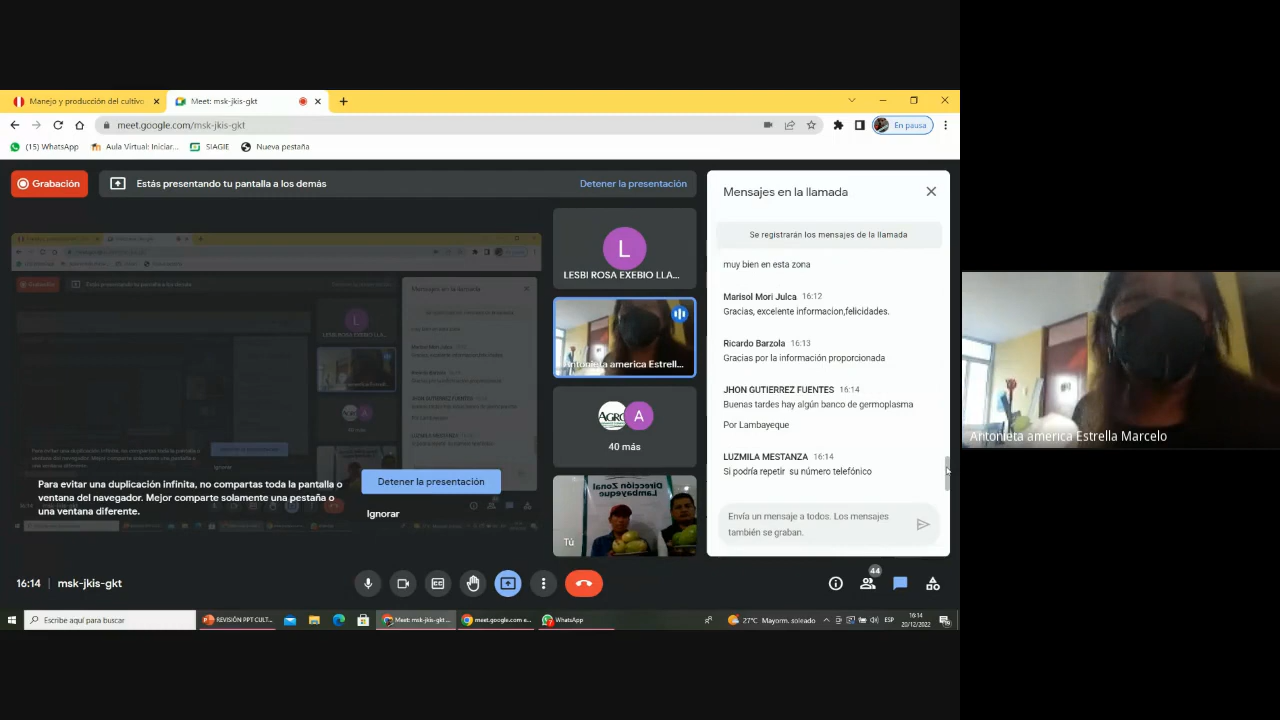 Manejo y producción del cultivo
Meet: msk-jkis-gkt
meet.google.com/msk-jkis-gkt
En pausa
(15) WhatsApp
Aula Virtual: Iniciar...
SIAGIE
Nueva pestaña
Grabación
Estás presentando tu pantalla a los demás
Detener la presentación
Para evitar una duplicación infinita, no compartas toda la pantalla o
ventana del navegador. Mejor comparte solamente una pestaña o
una ventana diferente.
Detener la presentación
Ignorar
L
LESBI ROSA EXEBIO LLA...
Antonieta america Estrell...
AGRO
A
40 más
Dirección Zonal
Lambayeque
Tú
Mensajes en la llamada
Se registrarán los mensajes de la llamada
muy bien en esta zona
Marisol Mori Julca 16:12
Gracias, excelente informacion,felicidades.
Ricardo Barzola 16:13
Gracias por la información proporcionada
JHON GUTIERREZ FUENTES 16:14
Buenas tardes hay algún banco de germoplasma
Por Lambayeque
LUZMILA MESTANZA 16:14
Si podría repetir su número telefónico
Envía un mensaje a todos. Los mensajes
también se graban.
Antonieta america Estrella Marcelo
16:14 msk-jkis-gkt
44
Escribe aquí para buscar
REVISIÓN PPT CULT...
Meet: msk-jkis-gkt ...
meet.google.com e...
WhatsApp
27°C Mayorm. soleado
ESP
16:14
20/12/2022